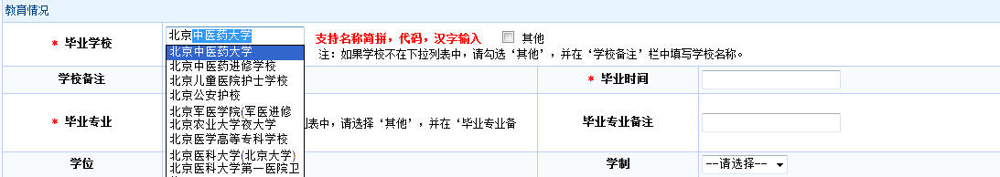 教育情况
* 毕业学校
北京中医药大学
支持名称简拼，代码，汉字输入 其他
注：如果学校不在下拉列表中，请勾选‘其他’，并在‘学校备注’栏中填写学校名称。
北京中医药大学
北京中医药进修学校
北京儿童医院护士学校
北京公安护校
北京军医学院(军医进修
北京农业大学夜大学
北京医学高等专科学校
北京医科大学(北京大学)
北京医科大学第一医院卫
学校备注
* 毕业时间
* 毕业专业
列表中，请选择‘其他’，并在‘毕业专业备
毕业专业备注
学位
学制
--请选择--